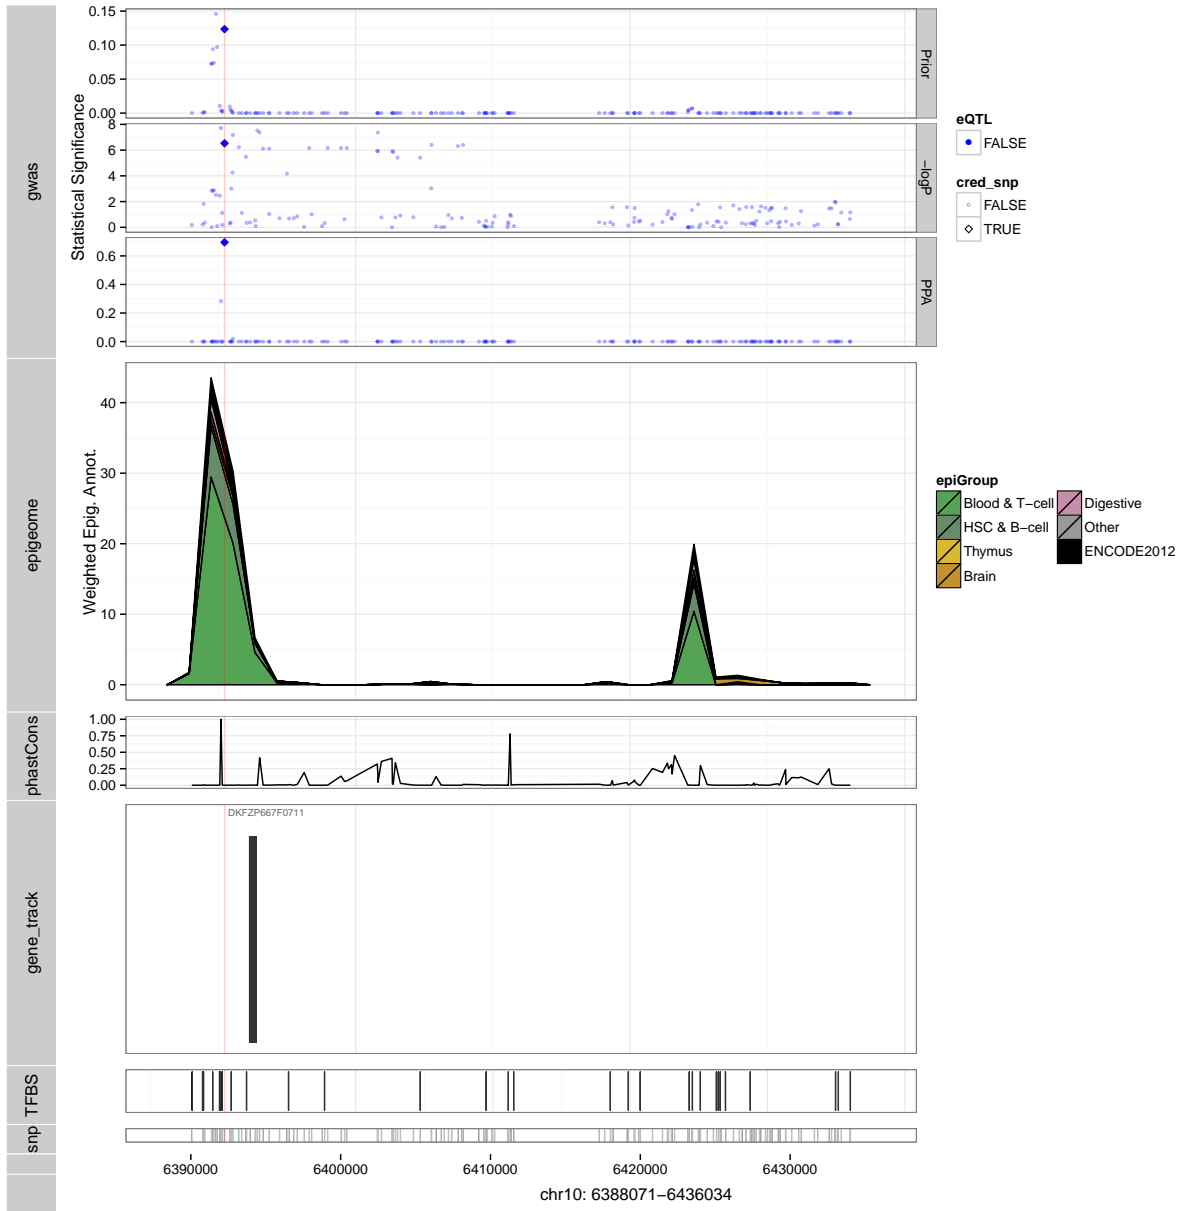 gwas
Statistical Significance
0.15
0.10
0.05
0.00
Prior
8
6
4
2
0
−logP
0.6
0.4
0.2
0.0
PPA
eQTL
FALSE
cred_snp
FALSE
TRUE
epigeome
Weighted Epig. Annot.
40
30
20
10
0
epiGroup
Blood & T−cell
HSC & B−cell
Thymus
Brain
Digestive
Other
ENCODE2012
phastCons
1.00
0.75
0.50
0.25
0.00
gene_track
DKFZP667F0711
TFBS
snp
6390000 6400000 6410000 6420000 6430000
chr10: 6388071−6436034